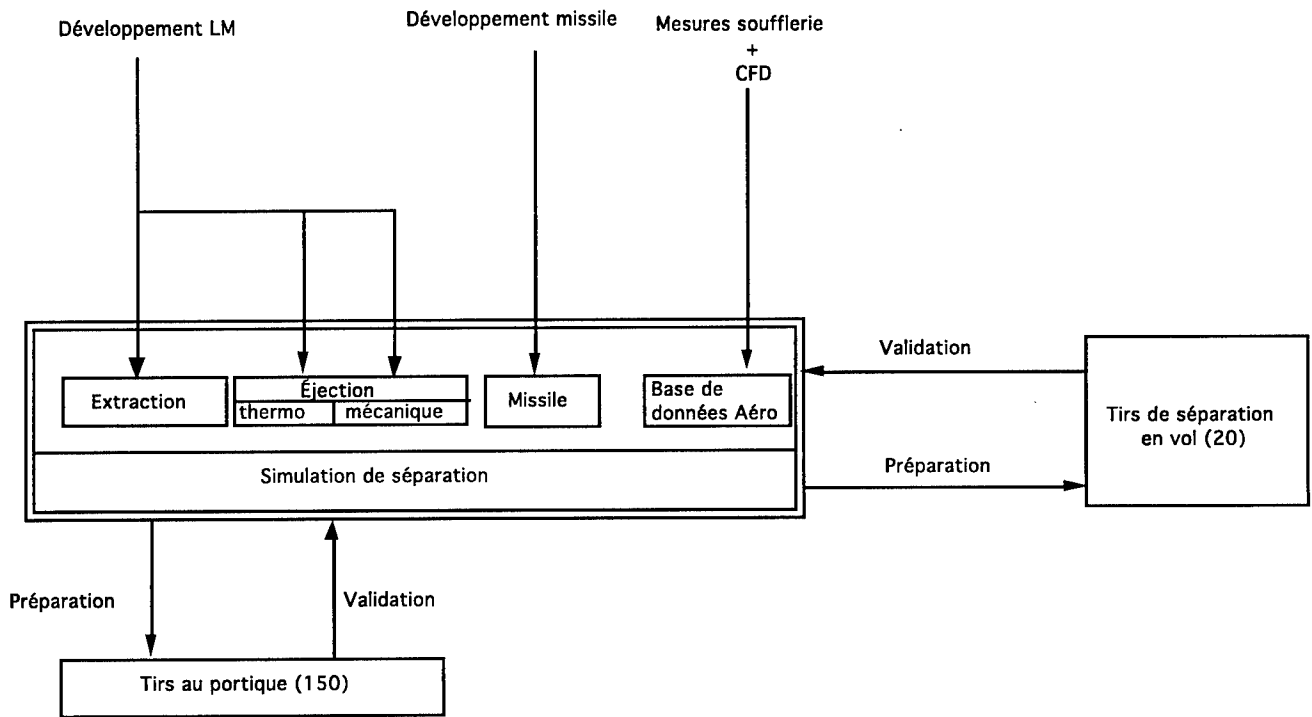 Développement LM
Développement missile
Mesures soufflerie
+
CFD
Extraction
Éjection
thermo
mécanique
Missile
Base de
données Aéro
Simulation de séparation
Validation
Préparation
Tirs de séparation
en vol (20)
Préparation
Validation
Tirs au portique (150)